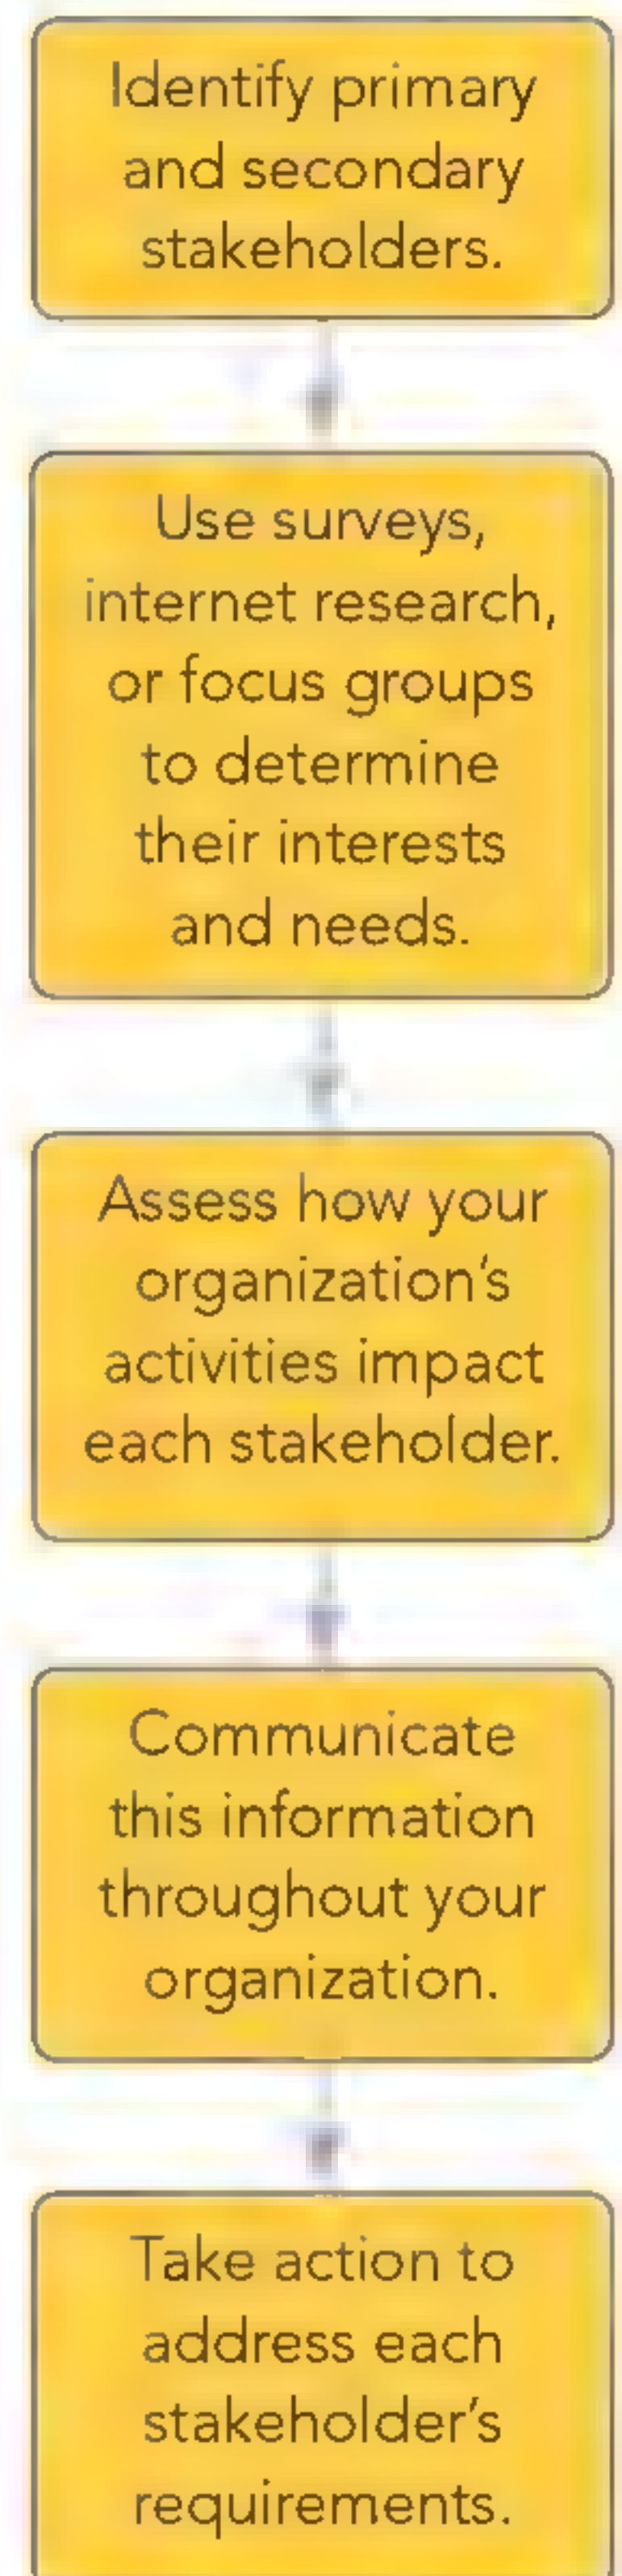 Identify primary
and secondary
stakeholders.
Use surveys,
internet research,
or focus groups
to determine
their interests
and needs.
Assess how your
organization's
activities impact
each stakeholder.
Communicate
this information
throughout your
organization.
Take action to
address each
stakeholder's
requirements.